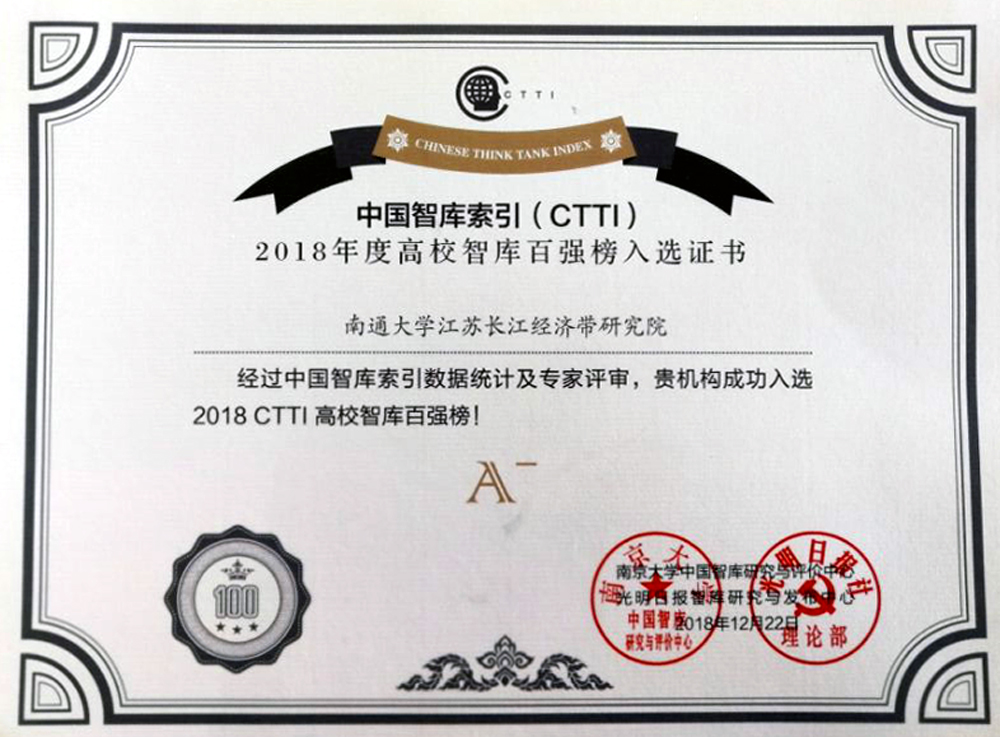 CTTI
CHINESE THINK TANK INDEX
中国智库索引（CTTI）
2018年度高校智库百强榜入选证书
南通大学江苏长江经济带研究院
经过中国智库索引数据统计及专家评审，贵机构成功入选
2018 CTTI 高校智库百强榜！
A-
100
南京大学中国智库研究与评价中心
光明日报智库研究与发布中心
2018年12月22日
南京大学
中国智库
研究与评价中心
光明日报社
理论部